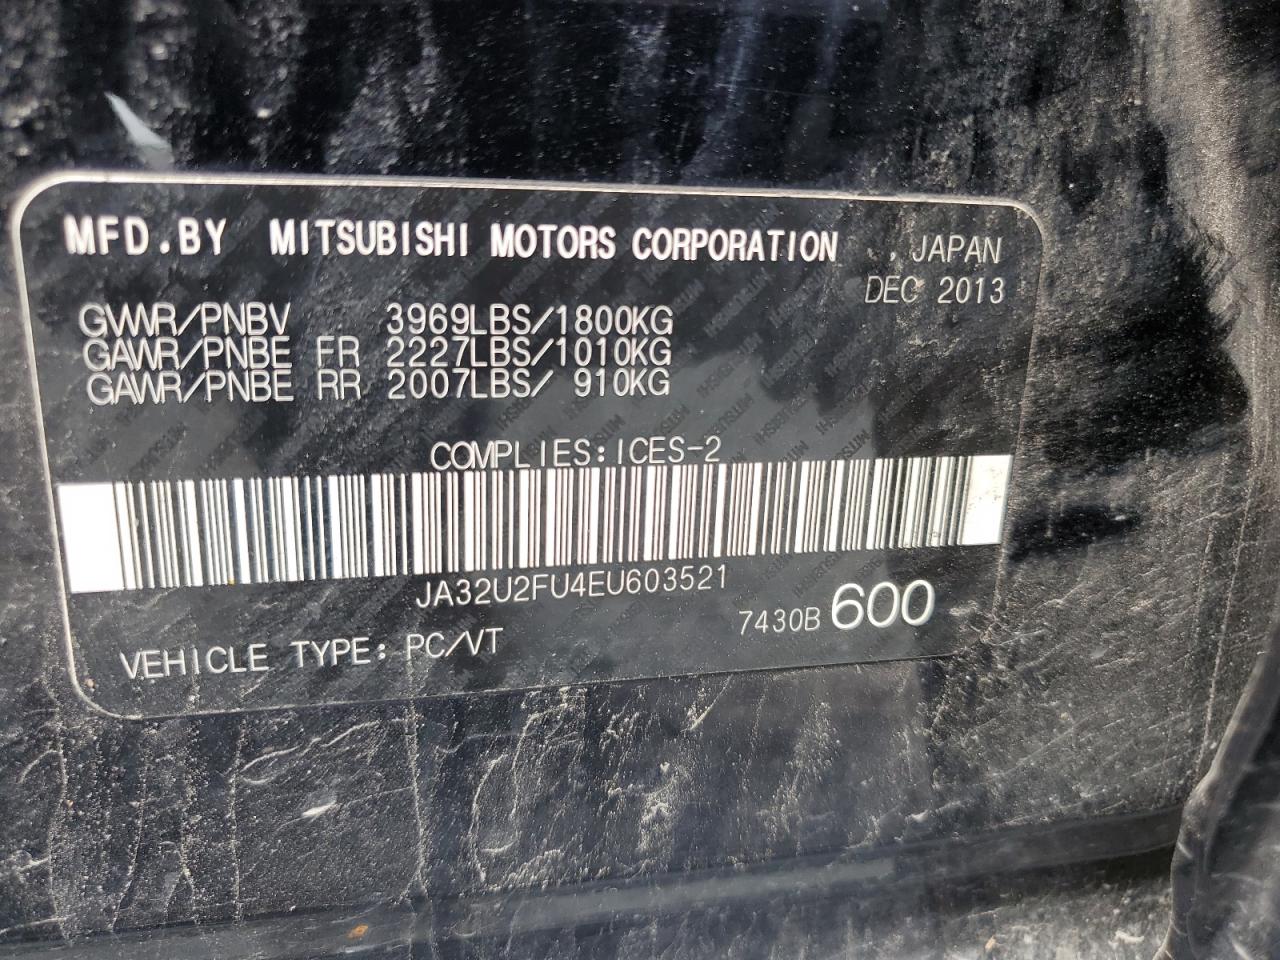 MFD.BY MITSUBISHI MOTORS CORPORATION , JAPAN
DEC 2013
GVWR/PNBV 3969LBS/1800KG
GAWR/PNBE FR 2227LBS/1010KG
GAWR/PNBE RR 2007LBS/ 910KG
COMPLIES:ICES-2
JA32U2FU4EU603521
7430B 600
VEHICLE TYPE: PC/VT